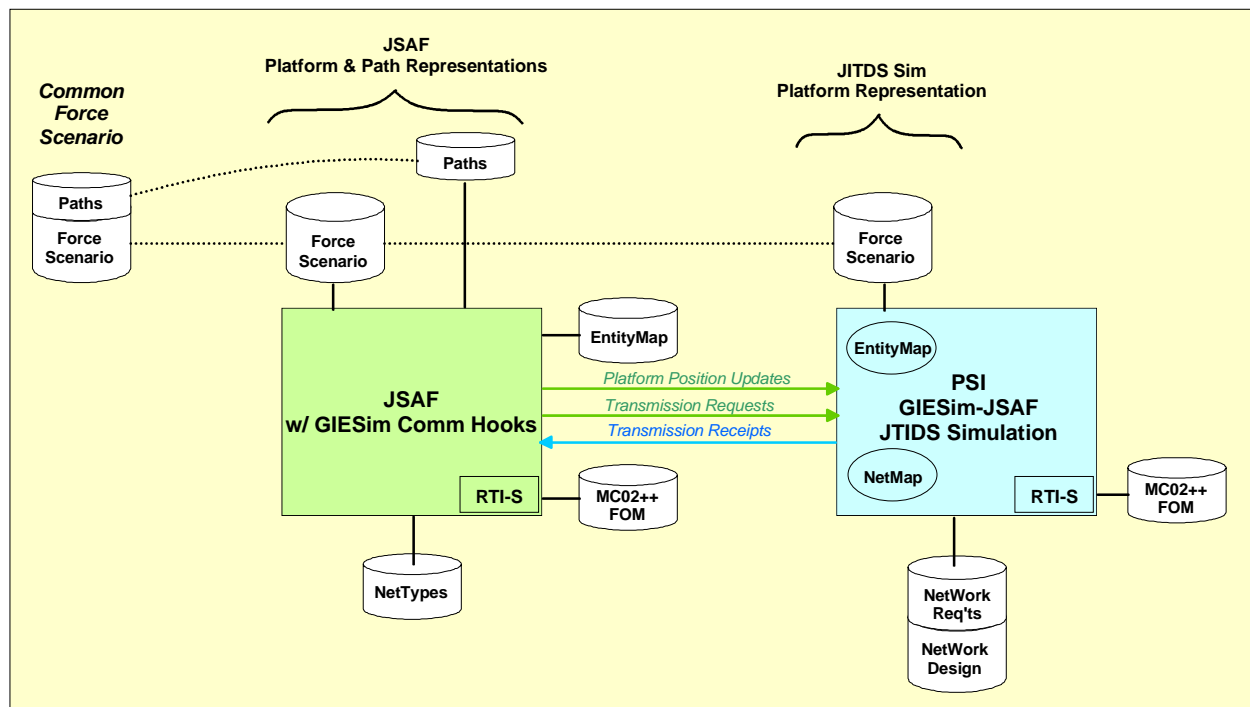 JSAF
Platform & Path Representations
JITDS Sim
Platform Representation
Common
Force
Scenario
Paths
Paths
Force
Scenario
Force
Scenario
Force
Scenario
EntityMap
EntityMap
Platform Position Updates
Transmission Requests
Transmission Receipts
JSAF
w/ GIESim Comm Hooks
PSI
GIESim-JSAF
JTIDS Simulation
NetMap
RTI-S
MC02++
FOM
RTI-S
MC02++
FOM
NetTypes
NetWork
Req'ts
NetWork
Design